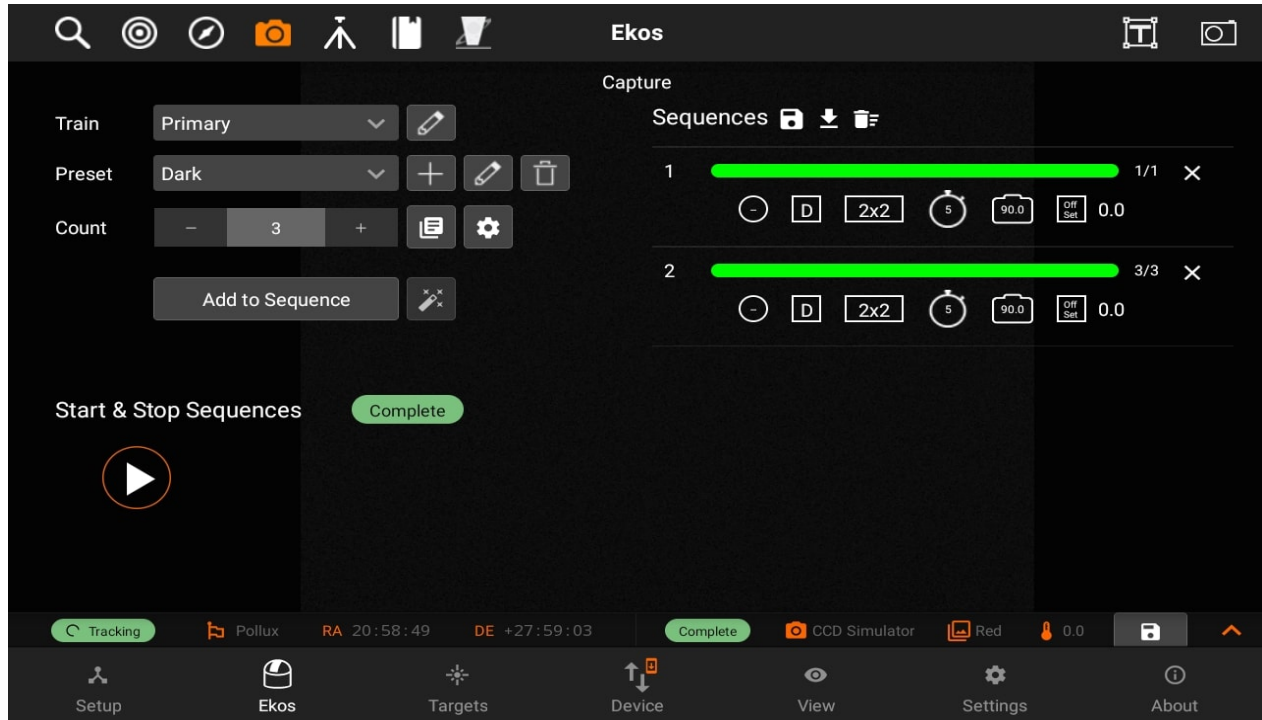 Ekos
T
Capture
Train Primary
Preset Dark
Count − 3 +
Add to Sequence
Start & Stop Sequences Complete
Sequences
1 1/1
- D 2x2 5 90.0 Off Set 0.0
2 3/3
- D 2x2 5 90.0 Off Set 0.0
Tracking Pollux RA 20:58:49 DE +27:59:03 Complete CCD Simulator Red 0.0
Setup Ekos Targets Device View Settings About